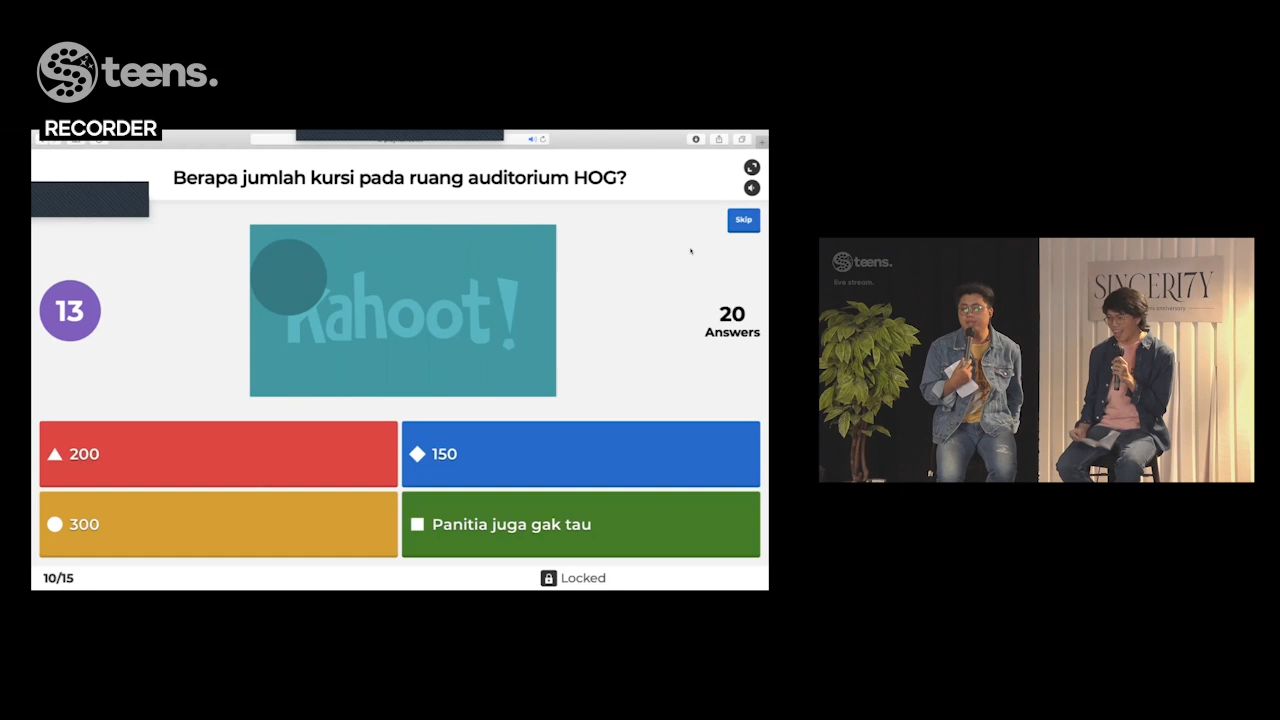 S teens.
RECORDER
Berapa jumlah kursi pada ruang auditorium HOG?
Skip
Kahoot!
13
20
Answers
200
150
300
Panitia juga gak tau
10/15
Locked
S teens.
live stream.
SINCERI7Y
anniversary